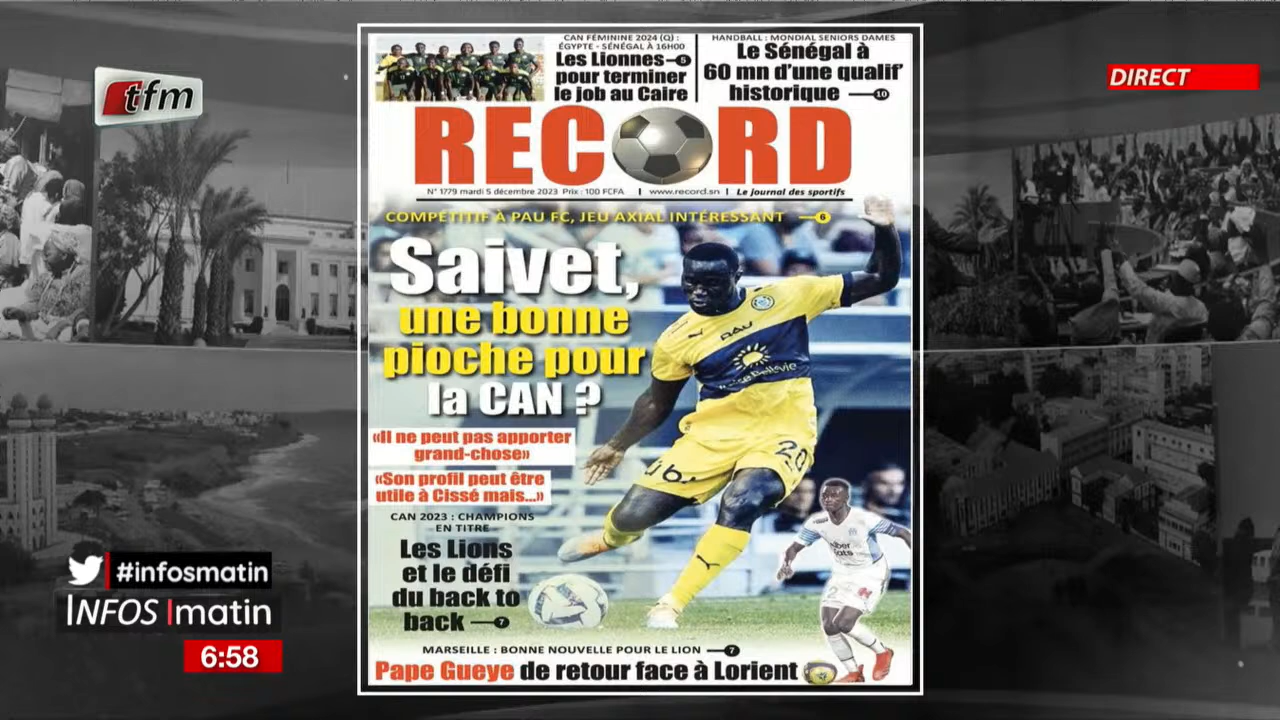 tfm
DIRECT
CAN FÉMININE 2024 (Q) :
ÉGYPTE - SÉNÉGAL À 16H00
Les Lionnes 5
pour terminer
le job au Caire
HANDBALL : MONDIAL SENIORS DAMES
Le Sénégal à
60 mn d'une qualif'
historique 10
RECORD
N° 1779 mardi 5 décembre 2023 Prix : 100 FCFA | www.record.sn | Le journal des sportifs
COMPÉTITIF À PAU FC, JEU AXIAL INTÉRESSANT 6
Saivet,
une bonne
pioche pour
la CAN ?
«Il ne peut pas apporter
grand-chose»
«Son profil peut être
utile à Cissé mais...»
CAN 2023 : CHAMPIONS
EN TITRE
Les Lions
et le défi
du back to
back 7
PAU
20
MARSEILLE : BONNE NOUVELLE POUR LE LION 7
Pape Gueye de retour face à Lorient
#infosmatin
INFOS matin
6:58